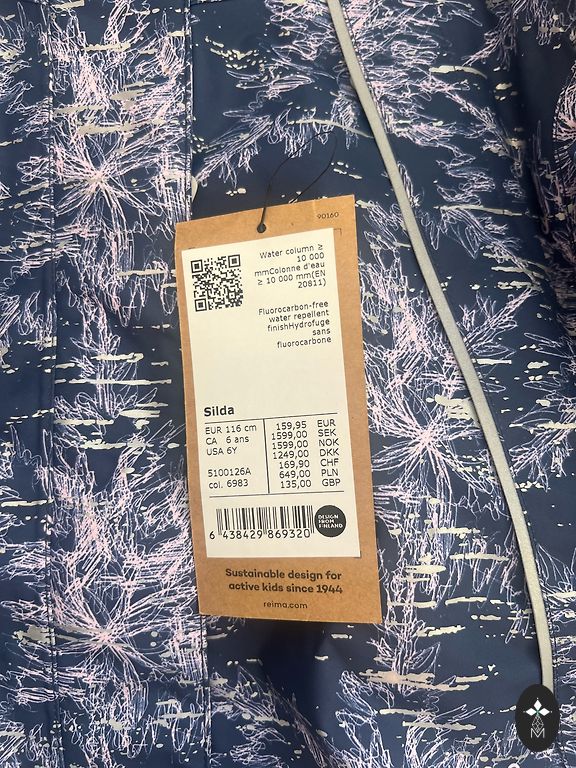 90160
Water column ≥
10 000
mmColonne d'eau
≥ 10 000 mm(EN
20811)
Fluorocarbon-free
water repellent
finishHydrofuge
sans
fluorocarbone
Silda
EUR 116 cm
CA 6 ans
USA 6Y
5100126A
col. 6983
159,95 EUR
1599,00 SEK
1599,00 NOK
1249,00 DKK
169,90 CHF
649,00 PLN
135,00 GBP
6 438429 869320
DESIGN
FROM
FINLAND
Sustainable design for
active kids since 1944
reima.com
M